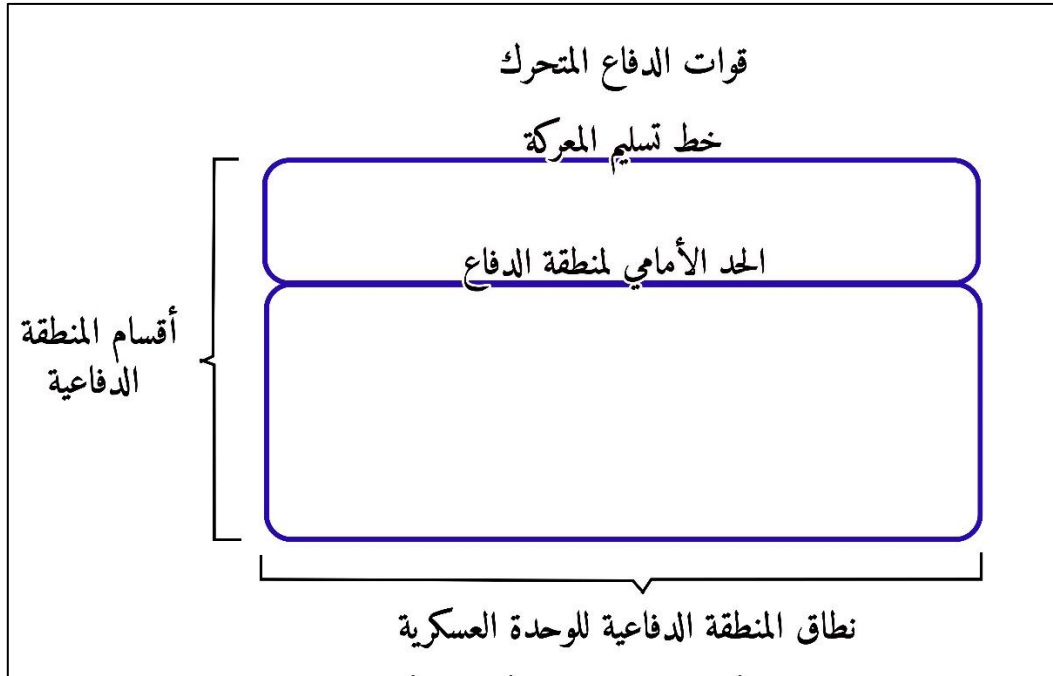 قوات الدفاع المتحرك
خط تسليم المعركة
الحد الأمامي لمنطقة الدفاع
أقسام المنطقة
الدفاعية
نطاق المنطقة الدفاعية للوحدة العسكرية